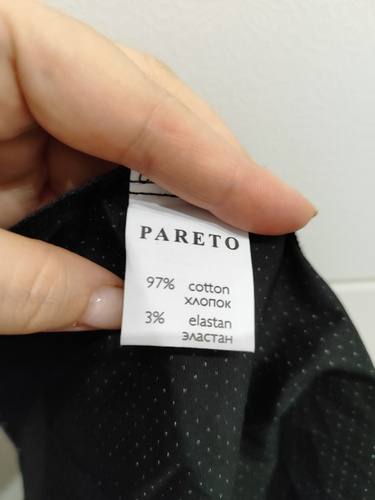 PARETO
97% cotton
хлопок
3% elastan
эластан